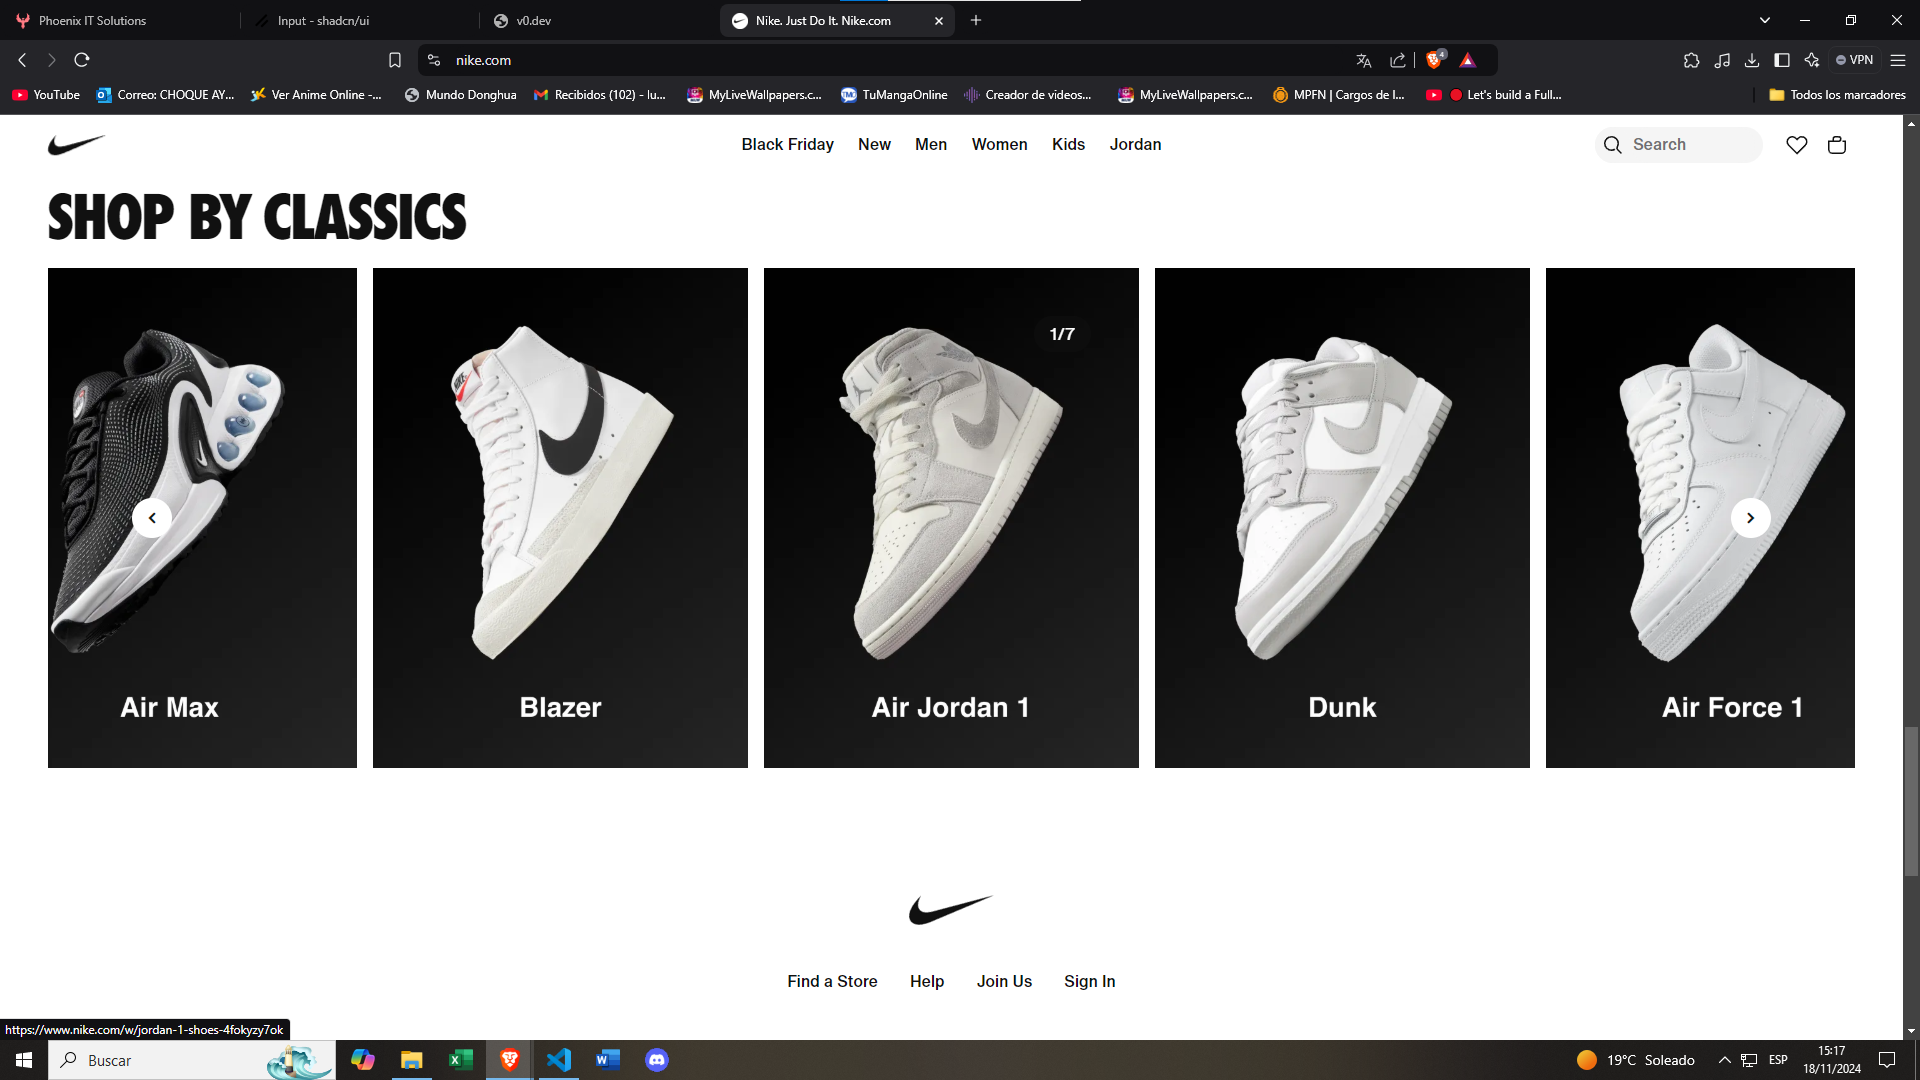 Phoenix IT Solutions
Input - shadcn/ui
v0.dev
Nike. Just Do It. Nike.com
nike.com
4
VPN
YouTube
Correo: CHOQUE AY...
Ver Anime Online -...
Mundo Donghua
Recibidos (102) - lu...
MyLiveWallpapers.c...
TuMangaOnline
Creador de videos...
MyLiveWallpapers.c...
MPFN | Cargos de I...
Let's build a Full...
Todos los marcadores
Black Friday
New
Men
Women
Kids
Jordan
Search
SHOP BY CLASSICS
1/7
NIKE
Air Max
Blazer
Air Jordan 1
Dunk
Air Force 1
Find a Store
Help
Join Us
Sign In
https://www.nike.com/w/jordan-1-shoes-4fokyzy7ok
Buscar
19°C Soleado
ESP
15:17
18/11/2024